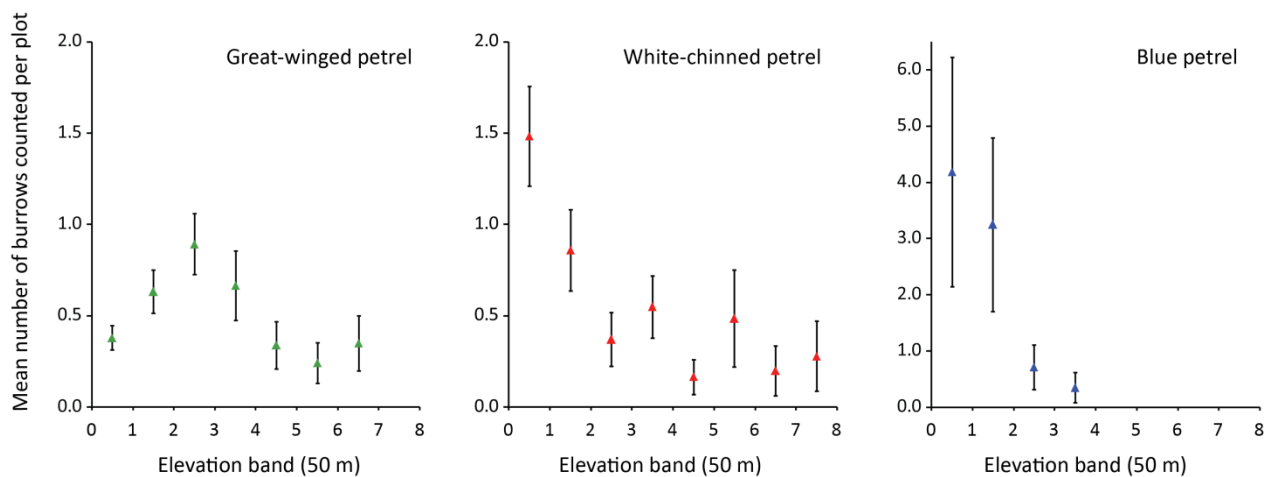 Mean number of burrows counted per plot
Great-winged petrel
2.0
1.5
1.0
0.5
0.0
0 1 2 3 4 5 6 7 8
Elevation band (50 m)
White-chinned petrel
2.0
1.5
1.0
0.5
0.0
0 1 2 3 4 5 6 7 8
Elevation band (50 m)
Blue petrel
6.0
5.0
4.0
3.0
2.0
1.0
0.0
0 1 2 3 4 5 6 7 8
Elevation band (50 m)